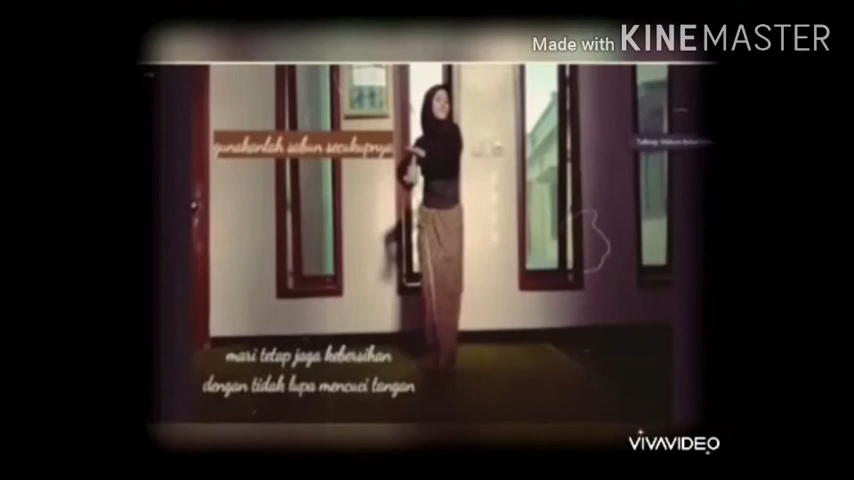 Made with KINEMASTER
gunakanlah sabun secukupnya
mari tetap jaga kebersihan
dengan tidak lupa mencuci tangan
VIVAVIDEO